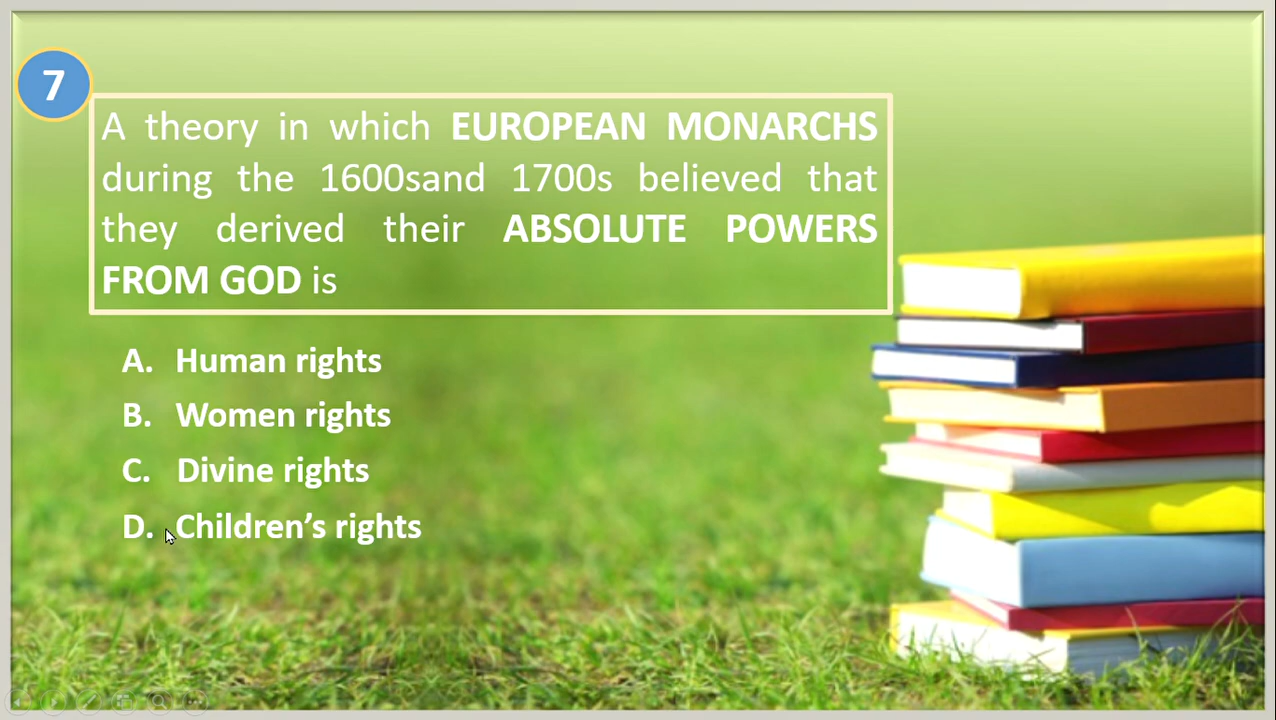 7
A theory in which EUROPEAN MONARCHS
during the 1600sand 1700s believed that
they derived their ABSOLUTE POWERS
FROM GOD is
A. Human rights
B. Women rights
C. Divine rights
D. Children’s rights